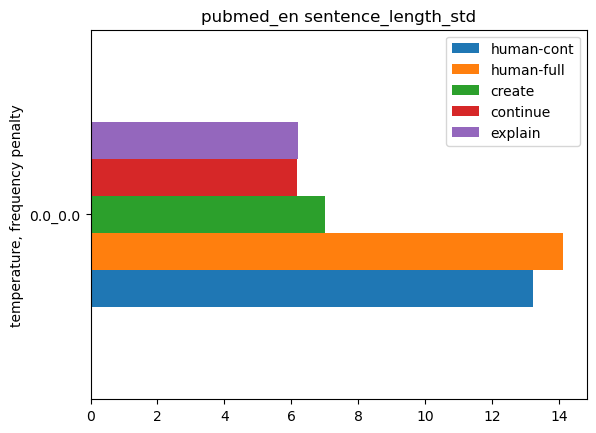 pubmed_en sentence_length_std
human-cont
human-full
create
continue
explain
temperature, frequency penalty
0.0_0.0
0 2 4 6 8 10 12 14